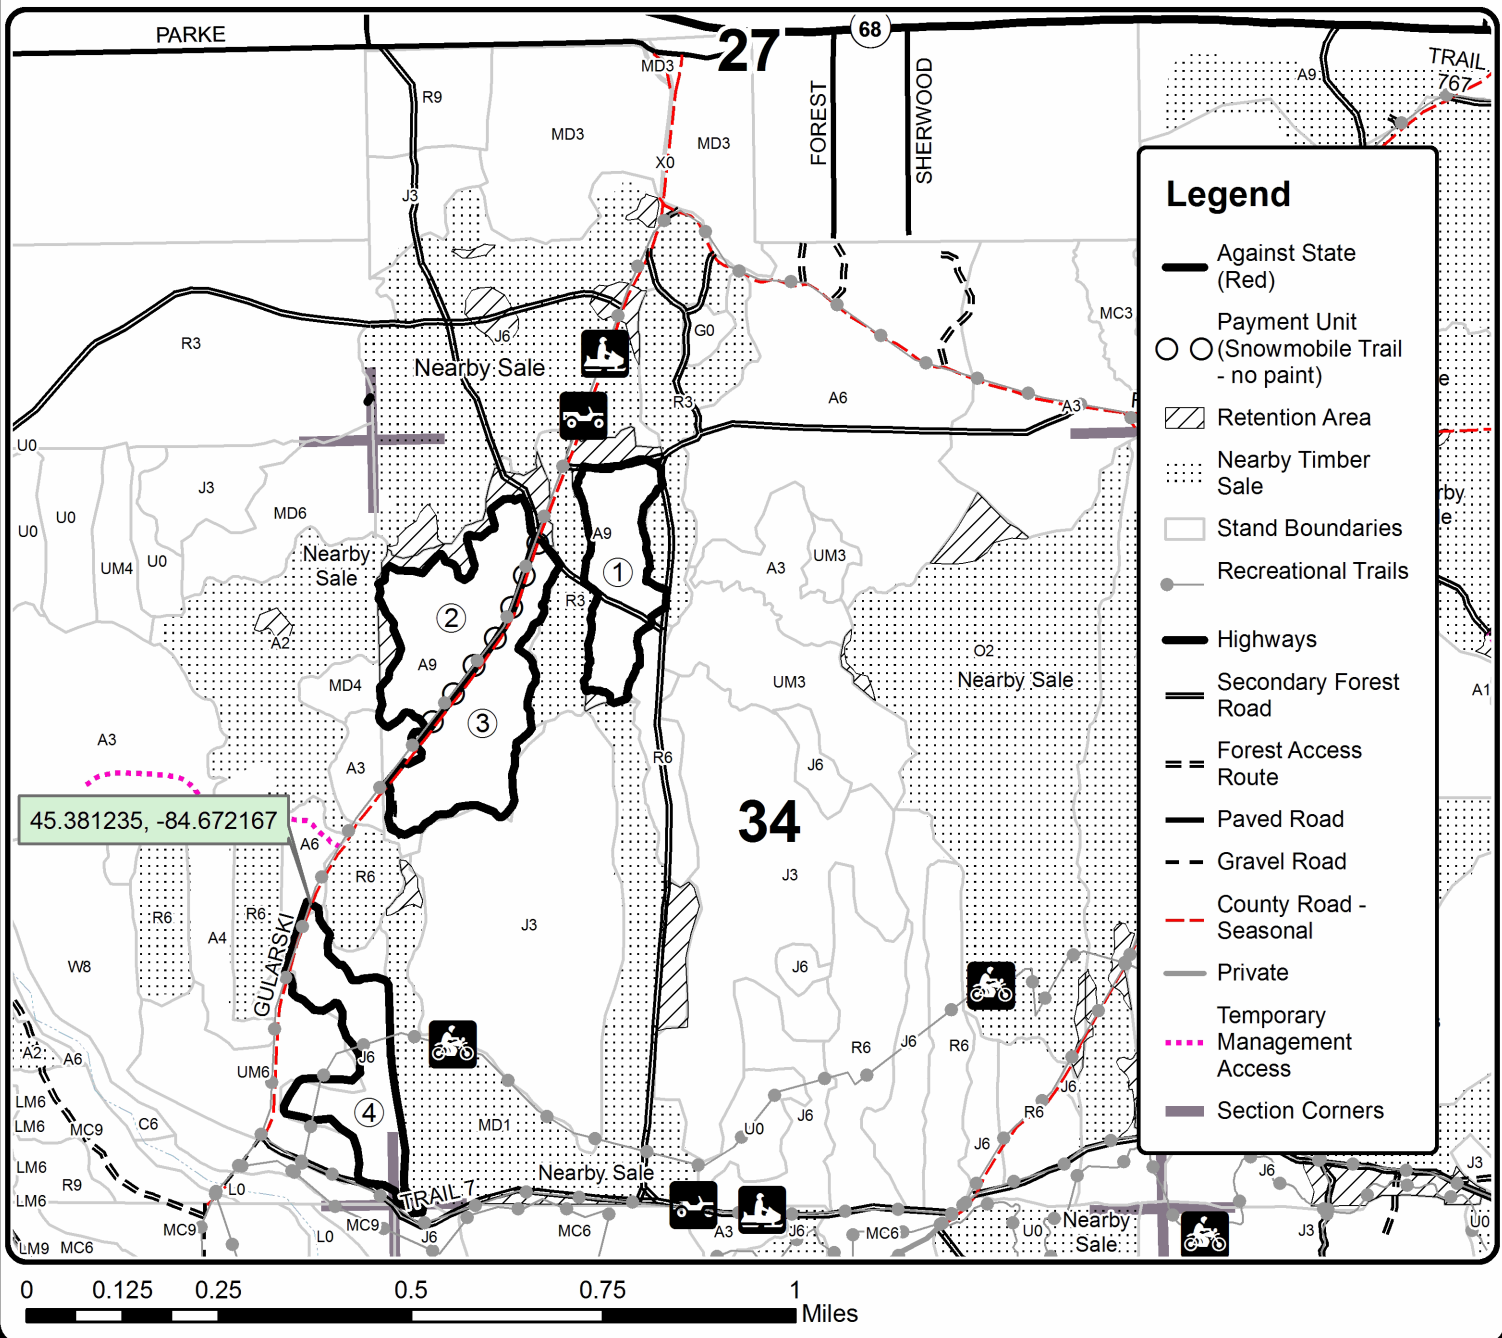 PARKE
27
68
TRAIL
767
A9
MD3
R9
MD3
MD3
FOREST
SHERWOOD
X0
J3
MC3
R3
J6
G0
Nearby Sale
R3
A6
A3
U0
J3
U0
U0
MD6
UM4
U0
Nearby
Sale
A9
1
A3
UM3
R3
2
A2
A9
MD4
O2
Nearby Sale
UM3
3
A1
A3
A3
R6
J6
45.381235, -84.672167
34
A6
R6
J3
R6
R6
A4
J3
GULARSKI
W8
J6
J6
R6
R6
A2
A6
J6
UM6
J6
LM6
LM6
MC9
C6
4
MD1
U0
J6
R6
J6
LM6
R9
LM6
L0
Nearby Sale
TRAIL 7
MC9
MC9
L0
J6
MC6
A3
J6
MC6
U0
Nearby
Sale
J6
J3
U0
J3
LM9
MC6
Legend
Against State
(Red)
Payment Unit
(Snowmobile Trail
- no paint)
Retention Area
Nearby Timber
Sale
Stand Boundaries
Recreational Trails
Highways
Secondary Forest
Road
Forest Access
Route
Paved Road
Gravel Road
County Road -
Seasonal
Private
Temporary
Management
Access
Section Corners
e
rby
e
0
0.125
0.25
0.5
0.75
1
Miles